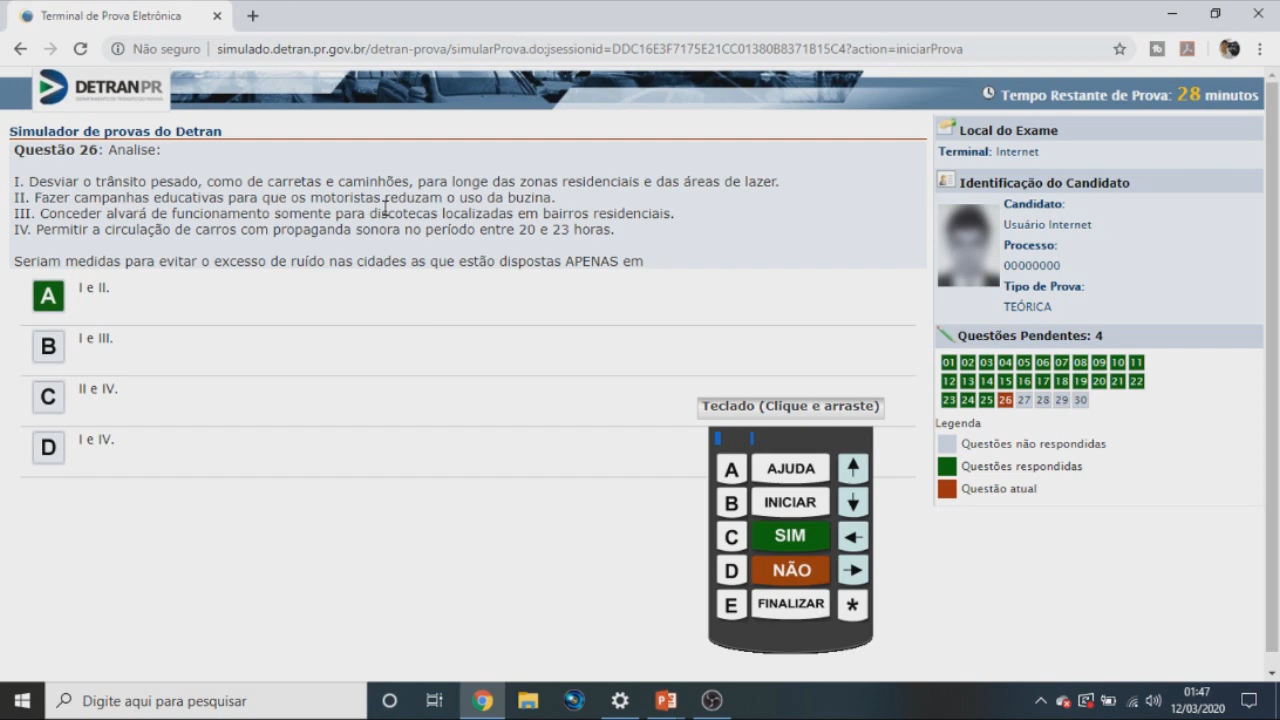 Terminal de Prova Eletrônica
Não seguro
simulado.detran.pr.gov.br/detran-prova/simularProva.do;jsessionid=DDC16E3F7175E21CC01380B8371B15C4?action=iniciarProva
DETRANPR
DEPARTAMENTO DE TRÂNSITO DO PARANÁ
Tempo Restante de Prova: 28 minutos
Simulador de provas do Detran
Questão 26: Analise:
I. Desviar o trânsito pesado, como de carretas e caminhões, para longe das zonas residenciais e das áreas de lazer.
II. Fazer campanhas educativas para que os motoristas reduzam o uso da buzina.
III. Conceder alvará de funcionamento somente para discotecas localizadas em bairros residenciais.
IV. Permitir a circulação de carros com propaganda sonora no período entre 20 e 23 horas.
Seriam medidas para evitar o excesso de ruído nas cidades as que estão dispostas APENAS em
A I e II.
B I e III.
C II e IV.
D I e IV.
Teclado (Clique e arraste)
A AJUDA
B INICIAR
C SIM
D NÃO
E FINALIZAR *
Local do Exame
Terminal: Internet
Identificação do Candidato
Candidato:
Usuário Internet
Processo:
00000000
Tipo de Prova:
TEÓRICA
Questões Pendentes: 4
01 02 03 04 05 06 07 08 09 10 11
12 13 14 15 16 17 18 19 20 21 22
23 24 25 26 27 28 29 30
Legenda
Questões não respondidas
Questões respondidas
Questão atual
Digite aqui para pesquisar
01:47
12/03/2020